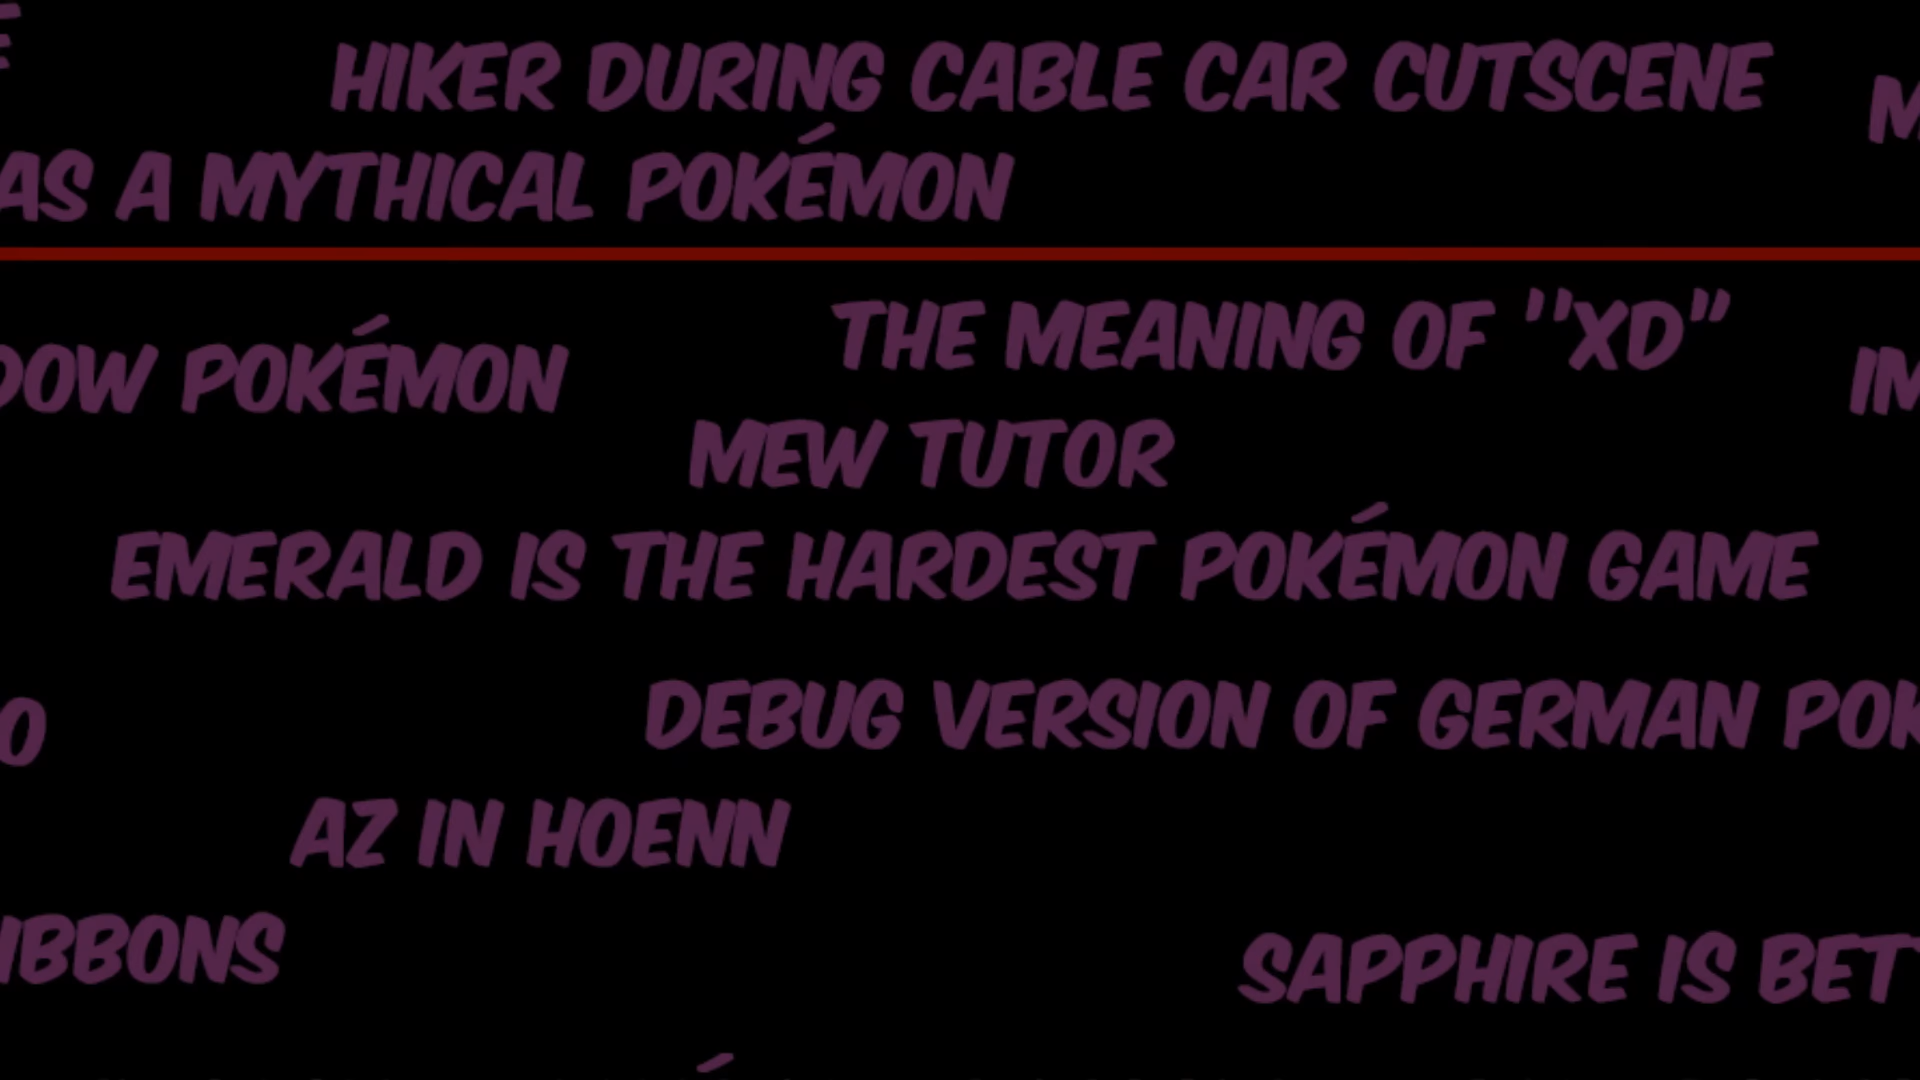 HIKER DURING CABLE CAR CUTSCENE
AS A MYTHICAL POKÉMON
THE MEANING OF "XD"
DOW POKÉMON
MEW TUTOR
EMERALD IS THE HARDEST POKÉMON GAME
DEBUG VERSION OF GERMAN POK
O
AZ IN HOENN
IBBONS
SAPPHIRE IS BET